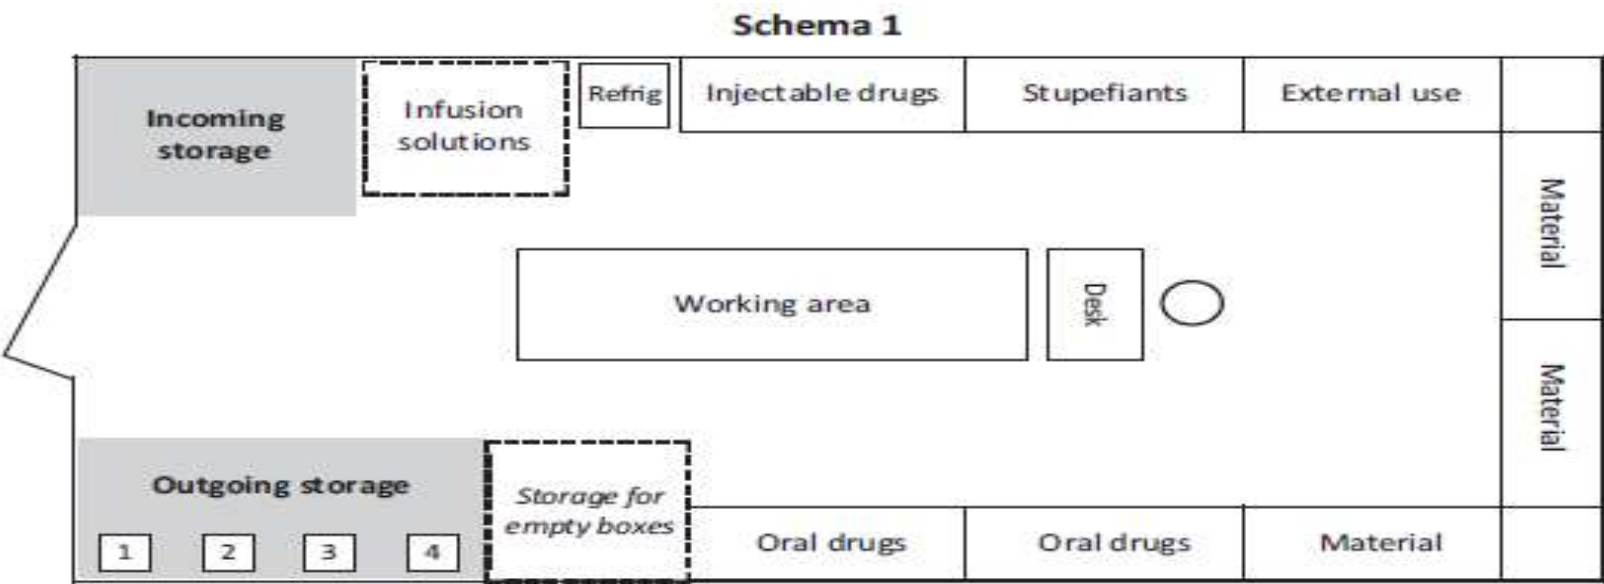 Schema 1
Incoming
storage
Infusion
solutions
Refrig
Injectable drugs
Stupefiants
External use
Material
Working area
Desk
Material
Outgoing storage
1
2
3
4
Storage for
empty boxes
Oral drugs
Oral drugs
Material